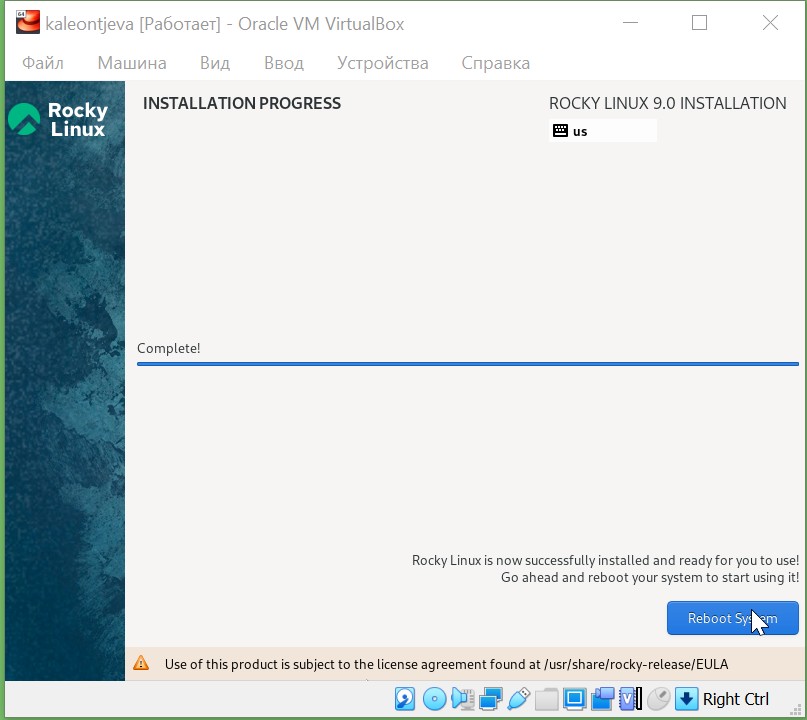 64
kaleontjeva [Работает] - Oracle VM VirtualBox
Файл Машина Вид Ввод Устройства Справка
Rocky
Linux
INSTALLATION PROGRESS
ROCKY LINUX 9.0 INSTALLATION
us
Complete!
Rocky Linux is now successfully installed and ready for you to use!
Go ahead and reboot your system to start using it!
Reboot System
Use of this product is subject to the license agreement found at /usr/share/rocky-release/EULA
V
Right Ctrl